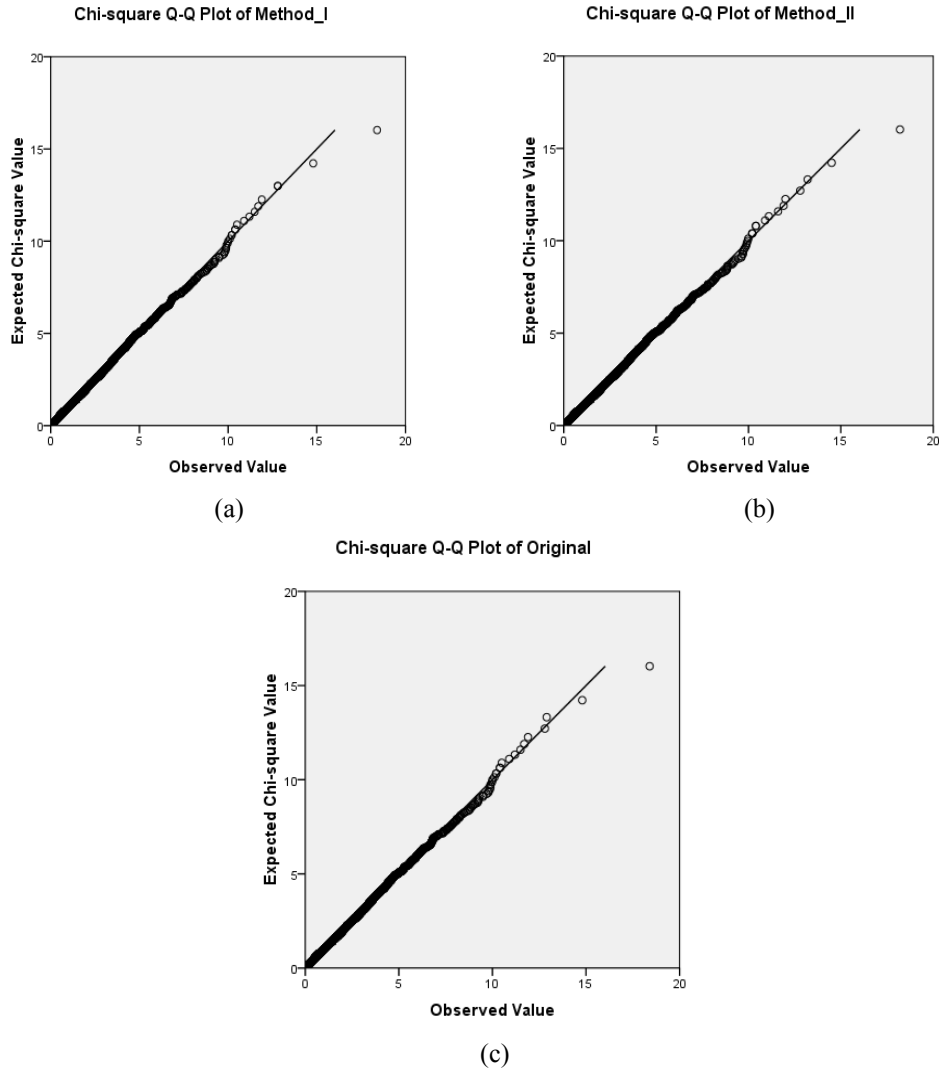 Chi-square Q-Q Plot of Method_I
Expected Chi-square Value
20
15
10
5
0
0 5 10 15 20
Observed Value
(a)
Chi-square Q-Q Plot of Method_II
Expected Chi-square Value
20
15
10
5
0
0 5 10 15 20
Observed Value
(b)
Chi-square Q-Q Plot of Original
Expected Chi-square Value
20
15
10
5
0
0 5 10 15 20
Observed Value
(c)